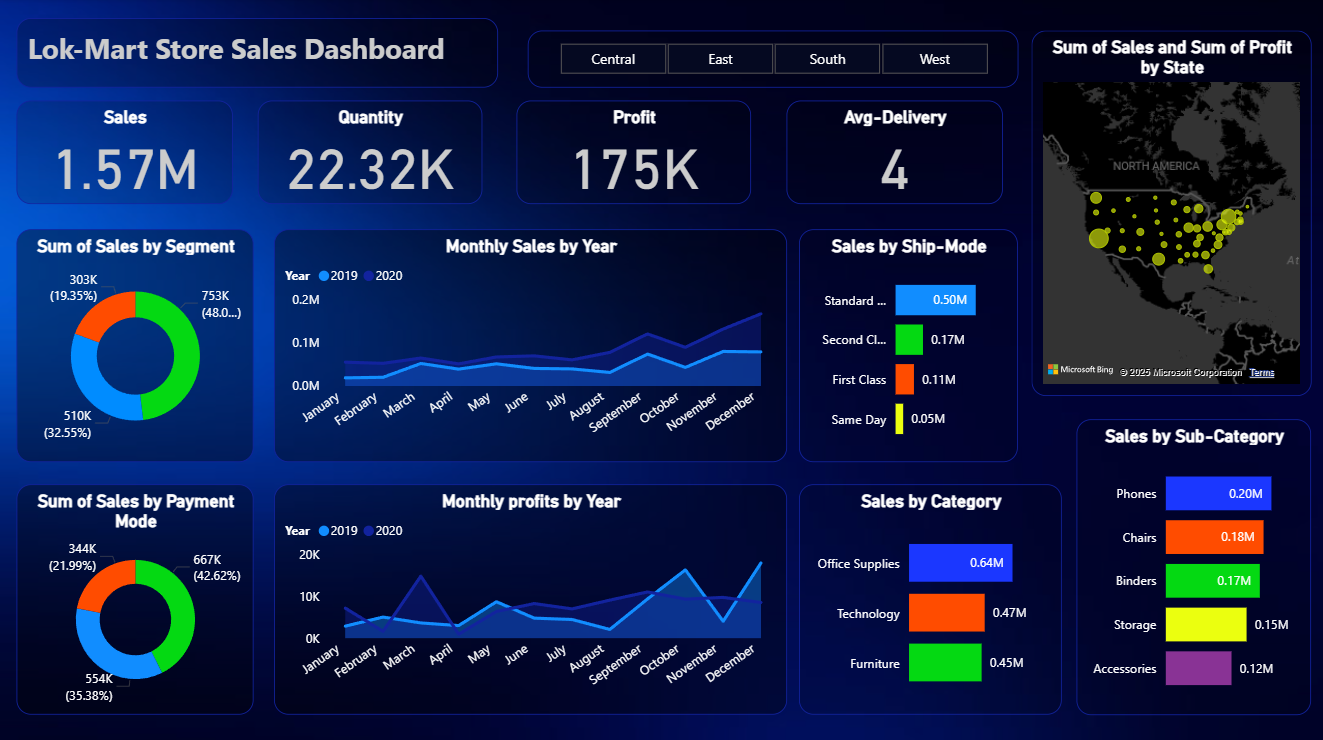 Lok-Mart Store Sales Dashboard
Central
East
South
West
Sum of Sales and Sum of Profit
by State
NORTH AMERICA
At
Microsoft Bing
© 2025 Microsoft Corporation
Terms
Sales
1.57M
Quantity
22.32K
Profit
175K
Avg-Delivery
4
Sum of Sales by Segment
303K
(19.35%)
753K
(48.0...)
510K
(32.55%)
Monthly Sales by Year
Year 2019 2020
0.2M
0.1M
0.0M
January
February
March
April
May
June
July
August
September
October
November
December
Sales by Ship-Mode
Standard ... 0.50M
Second Cl... 0.17M
First Class 0.11M
Same Day 0.05M
Sum of Sales by Payment
Mode
344K
(21.99%)
667K
(42.62%)
554K
(35.38%)
Monthly profits by Year
Year 2019 2020
20K
10K
0K
January
February
March
April
May
June
July
August
September
October
November
December
Sales by Category
Office Supplies 0.64M
Technology 0.47M
Furniture 0.45M
Sales by Sub-Category
Phones 0.20M
Chairs 0.18M
Binders 0.17M
Storage 0.15M
Accessories 0.12M